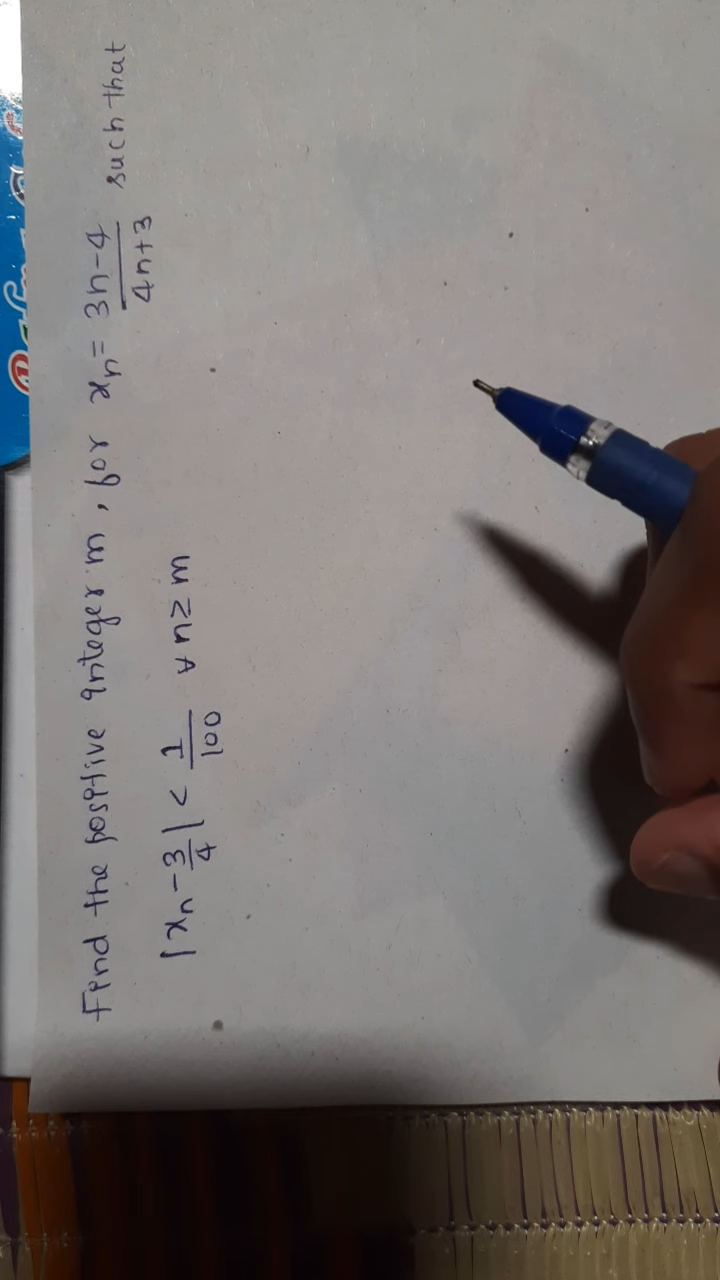 Find the positive integer m, for xₙ = (3n-4)/(4n+3) such that
|xₙ - 3/4| < 1/100 ∀ n ≥ m